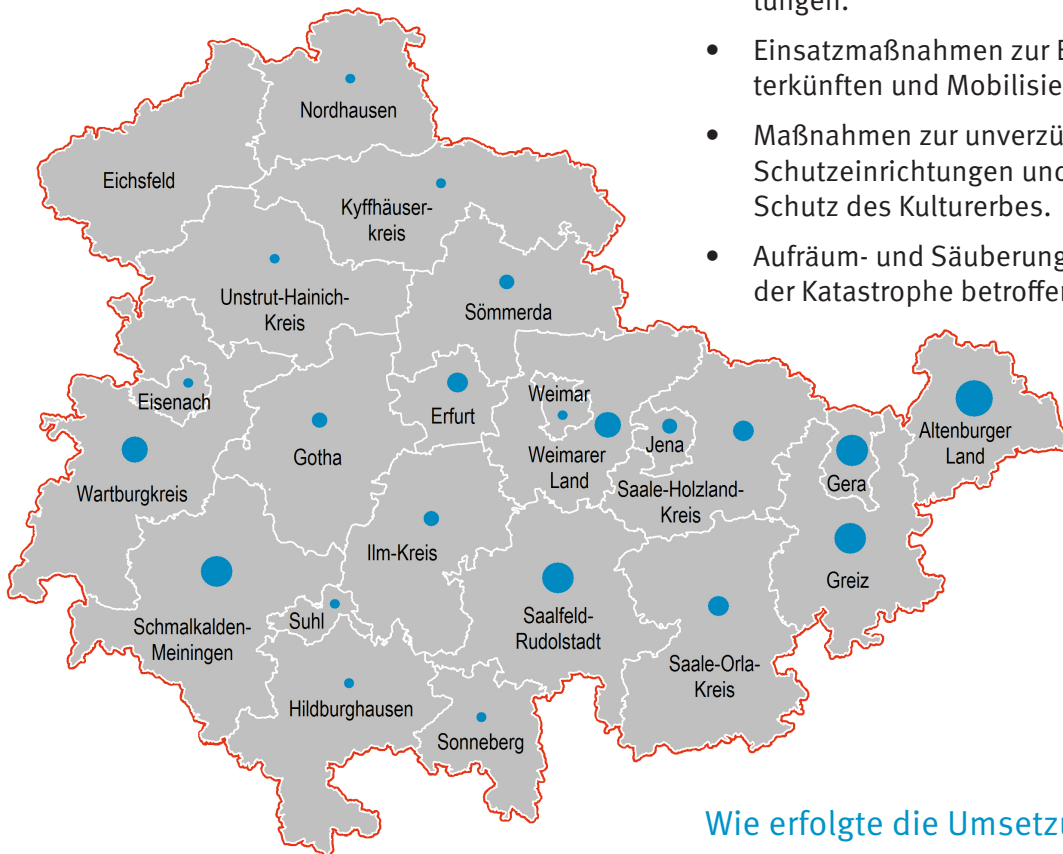 tungen.
• Einsatzmaßnahmen zur
terkünften und Mobilisie
• Maßnahmen zur unverzü
Schutzeinrichtungen und
Schutz des Kulturerbes.
• Aufräum- und Säuberung
der Katastrophe betroffen
Nordhausen
Eichsfeld
Kyffhäuser-
kreis
Unstrut-Hainich-
Kreis
Sömmerda
Eisenach
Wartburgkreis
Gotha
Erfurt
Weimar
Weimarer
Land
Jena
Saale-Holzland-
Kreis
Gera
Altenburger
Land
Greiz
Ilm-Kreis
Schmalkalden-
Meiningen
Suhl
Saalfeld-
Rudolstadt
Saale-Orla-
Kreis
Hildburghausen
Sonneberg
Wie erfolgte die Umsetzu